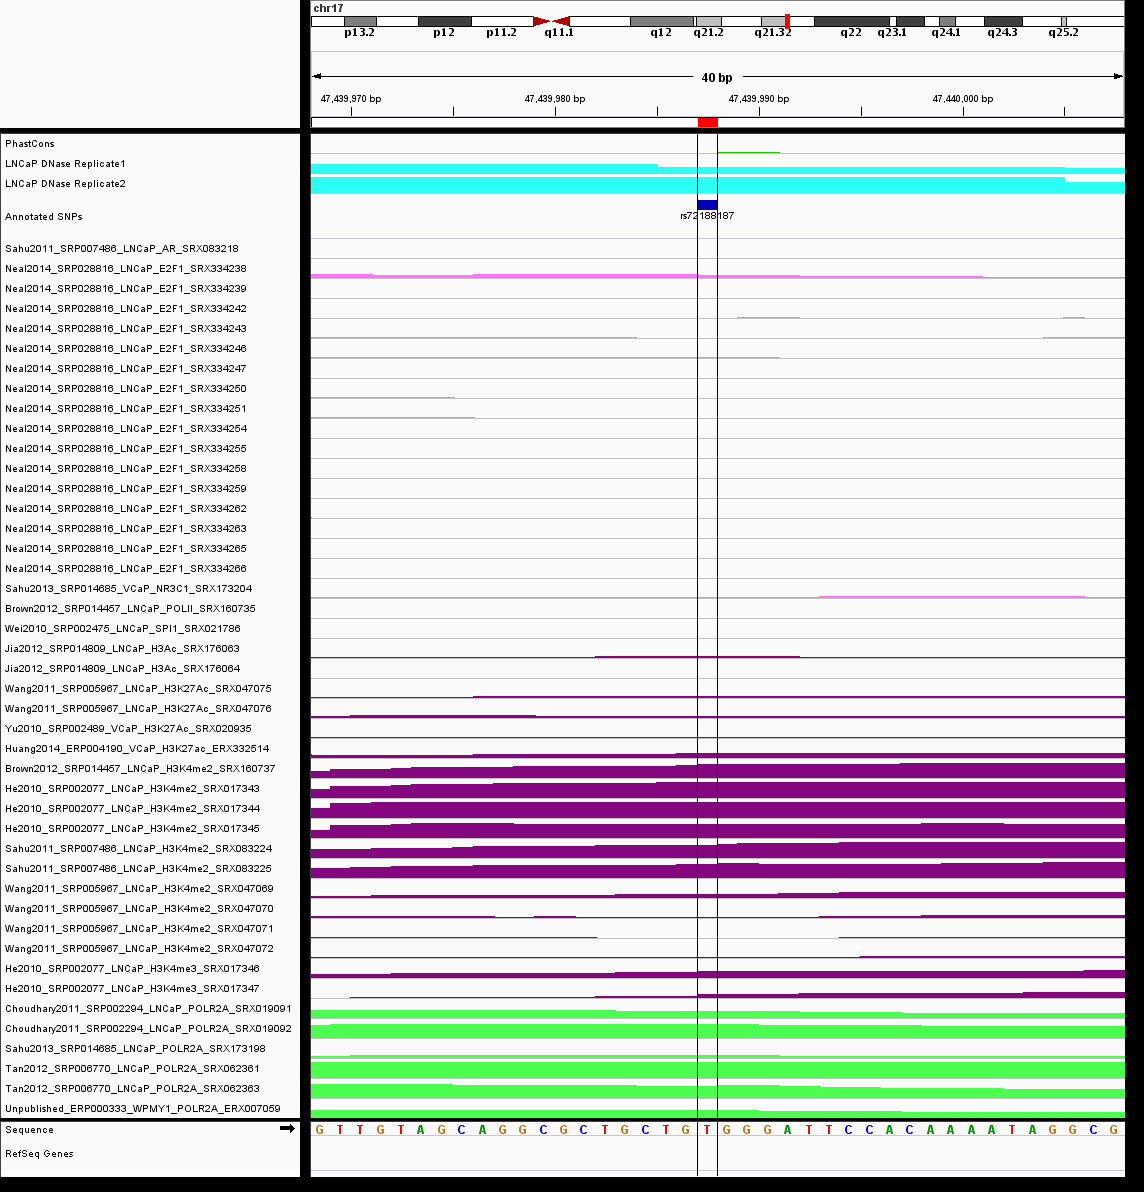 chr17
p13.2 p12 p11.2 q11.1 q12 q21.2 q21.32 q22 q23.1 q24.1 q24.3 q25.2
40 bp
47,439,970 bp 47,439,980 bp 47,439,990 bp 47,440,000 bp
PhastCons
LNCaP DNase Replicate1
LNCaP DNase Replicate2
Annotated SNPs rs72188187
Sahu2011_SRP007486_LNCaP_AR_SRX083218
Neal2014_SRP028816_LNCaP_E2F1_SRX334238
Neal2014_SRP028816_LNCaP_E2F1_SRX334239
Neal2014_SRP028816_LNCaP_E2F1_SRX334242
Neal2014_SRP028816_LNCaP_E2F1_SRX334243
Neal2014_SRP028816_LNCaP_E2F1_SRX334246
Neal2014_SRP028816_LNCaP_E2F1_SRX334247
Neal2014_SRP028816_LNCaP_E2F1_SRX334250
Neal2014_SRP028816_LNCaP_E2F1_SRX334251
Neal2014_SRP028816_LNCaP_E2F1_SRX334254
Neal2014_SRP028816_LNCaP_E2F1_SRX334255
Neal2014_SRP028816_LNCaP_E2F1_SRX334258
Neal2014_SRP028816_LNCaP_E2F1_SRX334259
Neal2014_SRP028816_LNCaP_E2F1_SRX334262
Neal2014_SRP028816_LNCaP_E2F1_SRX334263
Neal2014_SRP028816_LNCaP_E2F1_SRX334265
Neal2014_SRP028816_LNCaP_E2F1_SRX334266
Sahu2013_SRP014685_VCaP_NR3C1_SRX173204
Brown2012_SRP014457_LNCaP_POLII_SRX160735
Wei2010_SRP002475_LNCaP_SPI1_SRX021786
Jia2012_SRP014809_LNCaP_H3Ac_SRX176063
Jia2012_SRP014809_LNCaP_H3Ac_SRX176064
Wang2011_SRP005967_LNCaP_H3K27Ac_SRX047075
Wang2011_SRP005967_LNCaP_H3K27Ac_SRX047076
Yu2010_SRP002489_VCaP_H3K27Ac_SRX020935
Huang2014_ERP004190_VCaP_H3K27ac_ERX332514
Brown2012_SRP014457_LNCaP_H3K4me2_SRX160737
He2010_SRP002077_LNCaP_H3K4me2_SRX017343
He2010_SRP002077_LNCaP_H3K4me2_SRX017344
He2010_SRP002077_LNCaP_H3K4me2_SRX017345
Sahu2011_SRP007486_LNCaP_H3K4me2_SRX083224
Sahu2011_SRP007486_LNCaP_H3K4me2_SRX083225
Wang2011_SRP005967_LNCaP_H3K4me2_SRX047069
Wang2011_SRP005967_LNCaP_H3K4me2_SRX047070
Wang2011_SRP005967_LNCaP_H3K4me2_SRX047071
Wang2011_SRP005967_LNCaP_H3K4me2_SRX047072
He2010_SRP002077_LNCaP_H3K4me3_SRX017346
He2010_SRP002077_LNCaP_H3K4me3_SRX017347
Choudhary2011_SRP002294_LNCaP_POLR2A_SRX019091
Choudhary2011_SRP002294_LNCaP_POLR2A_SRX019092
Sahu2013_SRP014685_LNCaP_POLR2A_SRX173198
Tan2012_SRP006770_LNCaP_POLR2A_SRX062361
Tan2012_SRP006770_LNCaP_POLR2A_SRX062363
Unpublished_ERP000333_WPMY1_POLR2A_ERX007059
Sequence G T T G T A G C A G G C G C T G C T G T G G G A T T C C A C A A A A T A G G C G
RefSeq Genes